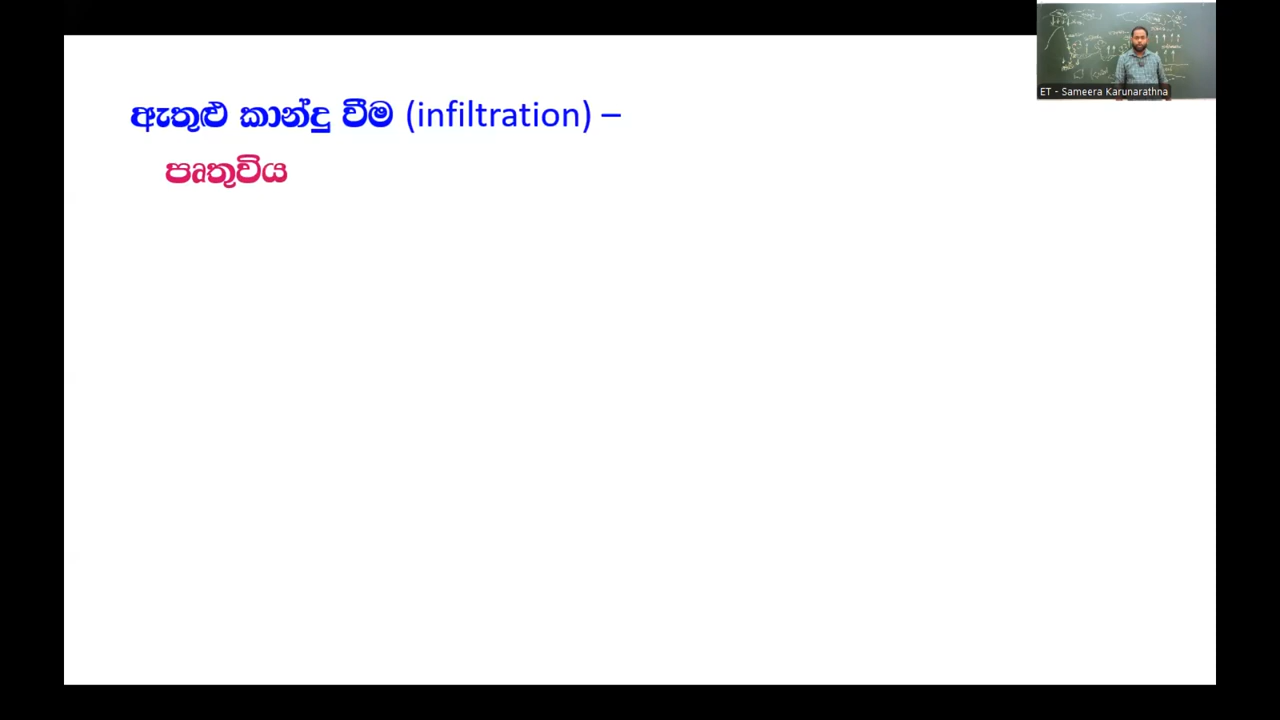 ඇතුළු කාන්දු වීම (infiltration) –
පෘතුවිය
ET - Sameera Karunarathna